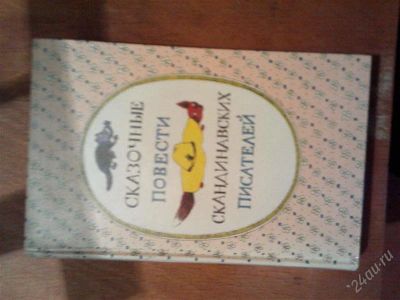 СКАЗОЧНЫЕ
ПОВЕСТИ
СКАНДИНАВСКИХ
ПИСАТЕЛЕЙ
24au.ru